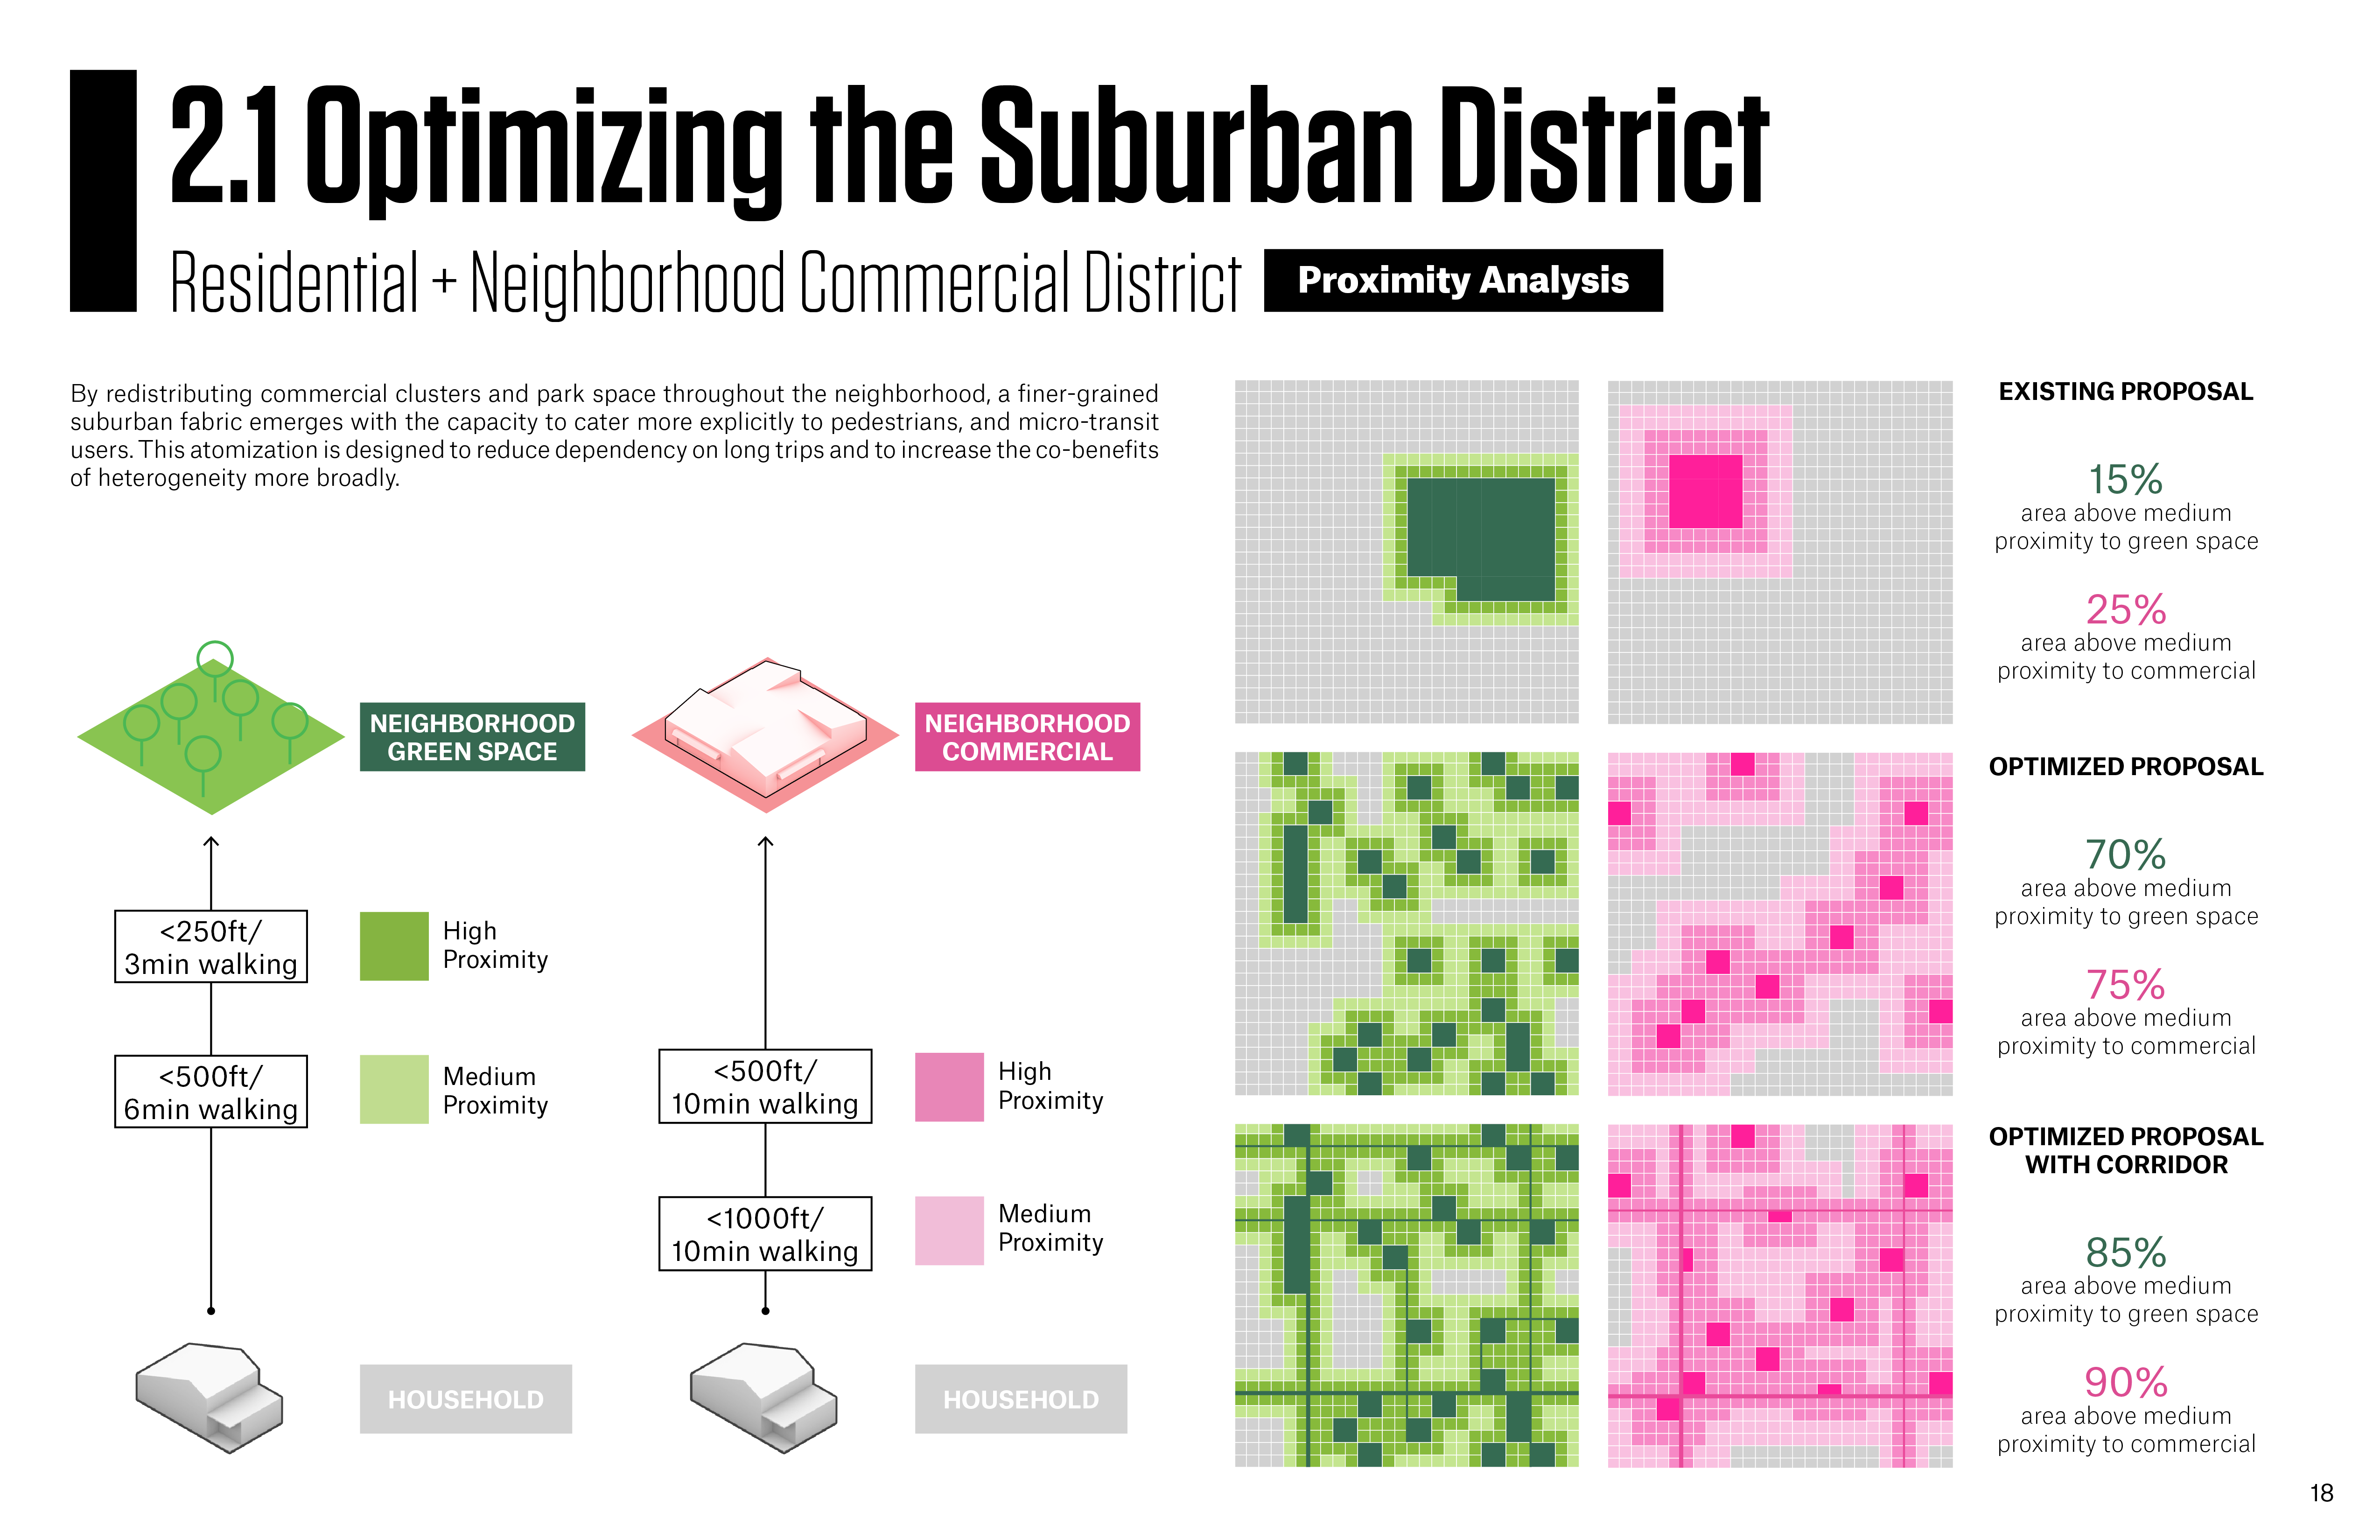 2.1 Optimizing the Suburban District
Residential + Neighborhood Commercial District
Proximity Analysis
By redistributing commercial clusters and park space throughout the neighborhood, a finer-grained
suburban fabric emerges with the capacity to cater more explicitly to pedestrians, and micro-transit
users. This atomization is designed to reduce dependency on long trips and to increase the co-benefits
of heterogeneity more broadly.
NEIGHBORHOOD
GREEN SPACE
<250ft/
3min walking
High
Proximity
<500ft/
6min walking
Medium
Proximity
HOUSEHOLD
NEIGHBORHOOD
COMMERCIAL
<500ft/
10min walking
High
Proximity
<1000ft/
10min walking
Medium
Proximity
HOUSEHOLD
EXISTING PROPOSAL
15%
area above medium
proximity to green space
25%
area above medium
proximity to commercial
OPTIMIZED PROPOSAL
70%
area above medium
proximity to green space
75%
area above medium
proximity to commercial
OPTIMIZED PROPOSAL
WITH CORRIDOR
85%
area above medium
proximity to green space
90%
area above medium
proximity to commercial
18